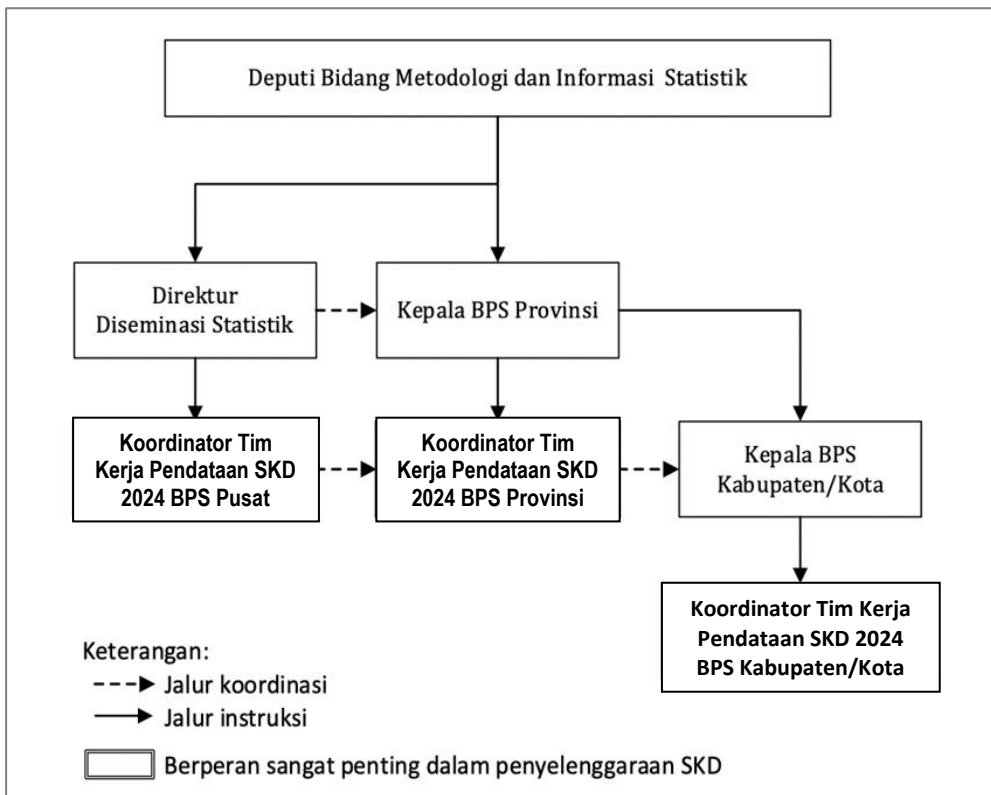 Deputi Bidang Metodologi dan Informasi Statistik
Direktur
Diseminasi Statistik
Kepala BPS Provinsi
Koordinator Tim
Kerja Pendataan SKD
2024 BPS Pusat
Koordinator Tim
Kerja Pendataan SKD
2024 BPS Provinsi
Kepala BPS
Kabupaten/Kota
Koordinator Tim Kerja
Pendataan SKD 2024
BPS Kabupaten/Kota
Keterangan:
Jalur koordinasi
Jalur instruksi
Berperan sangat penting dalam penyelenggaraan SKD